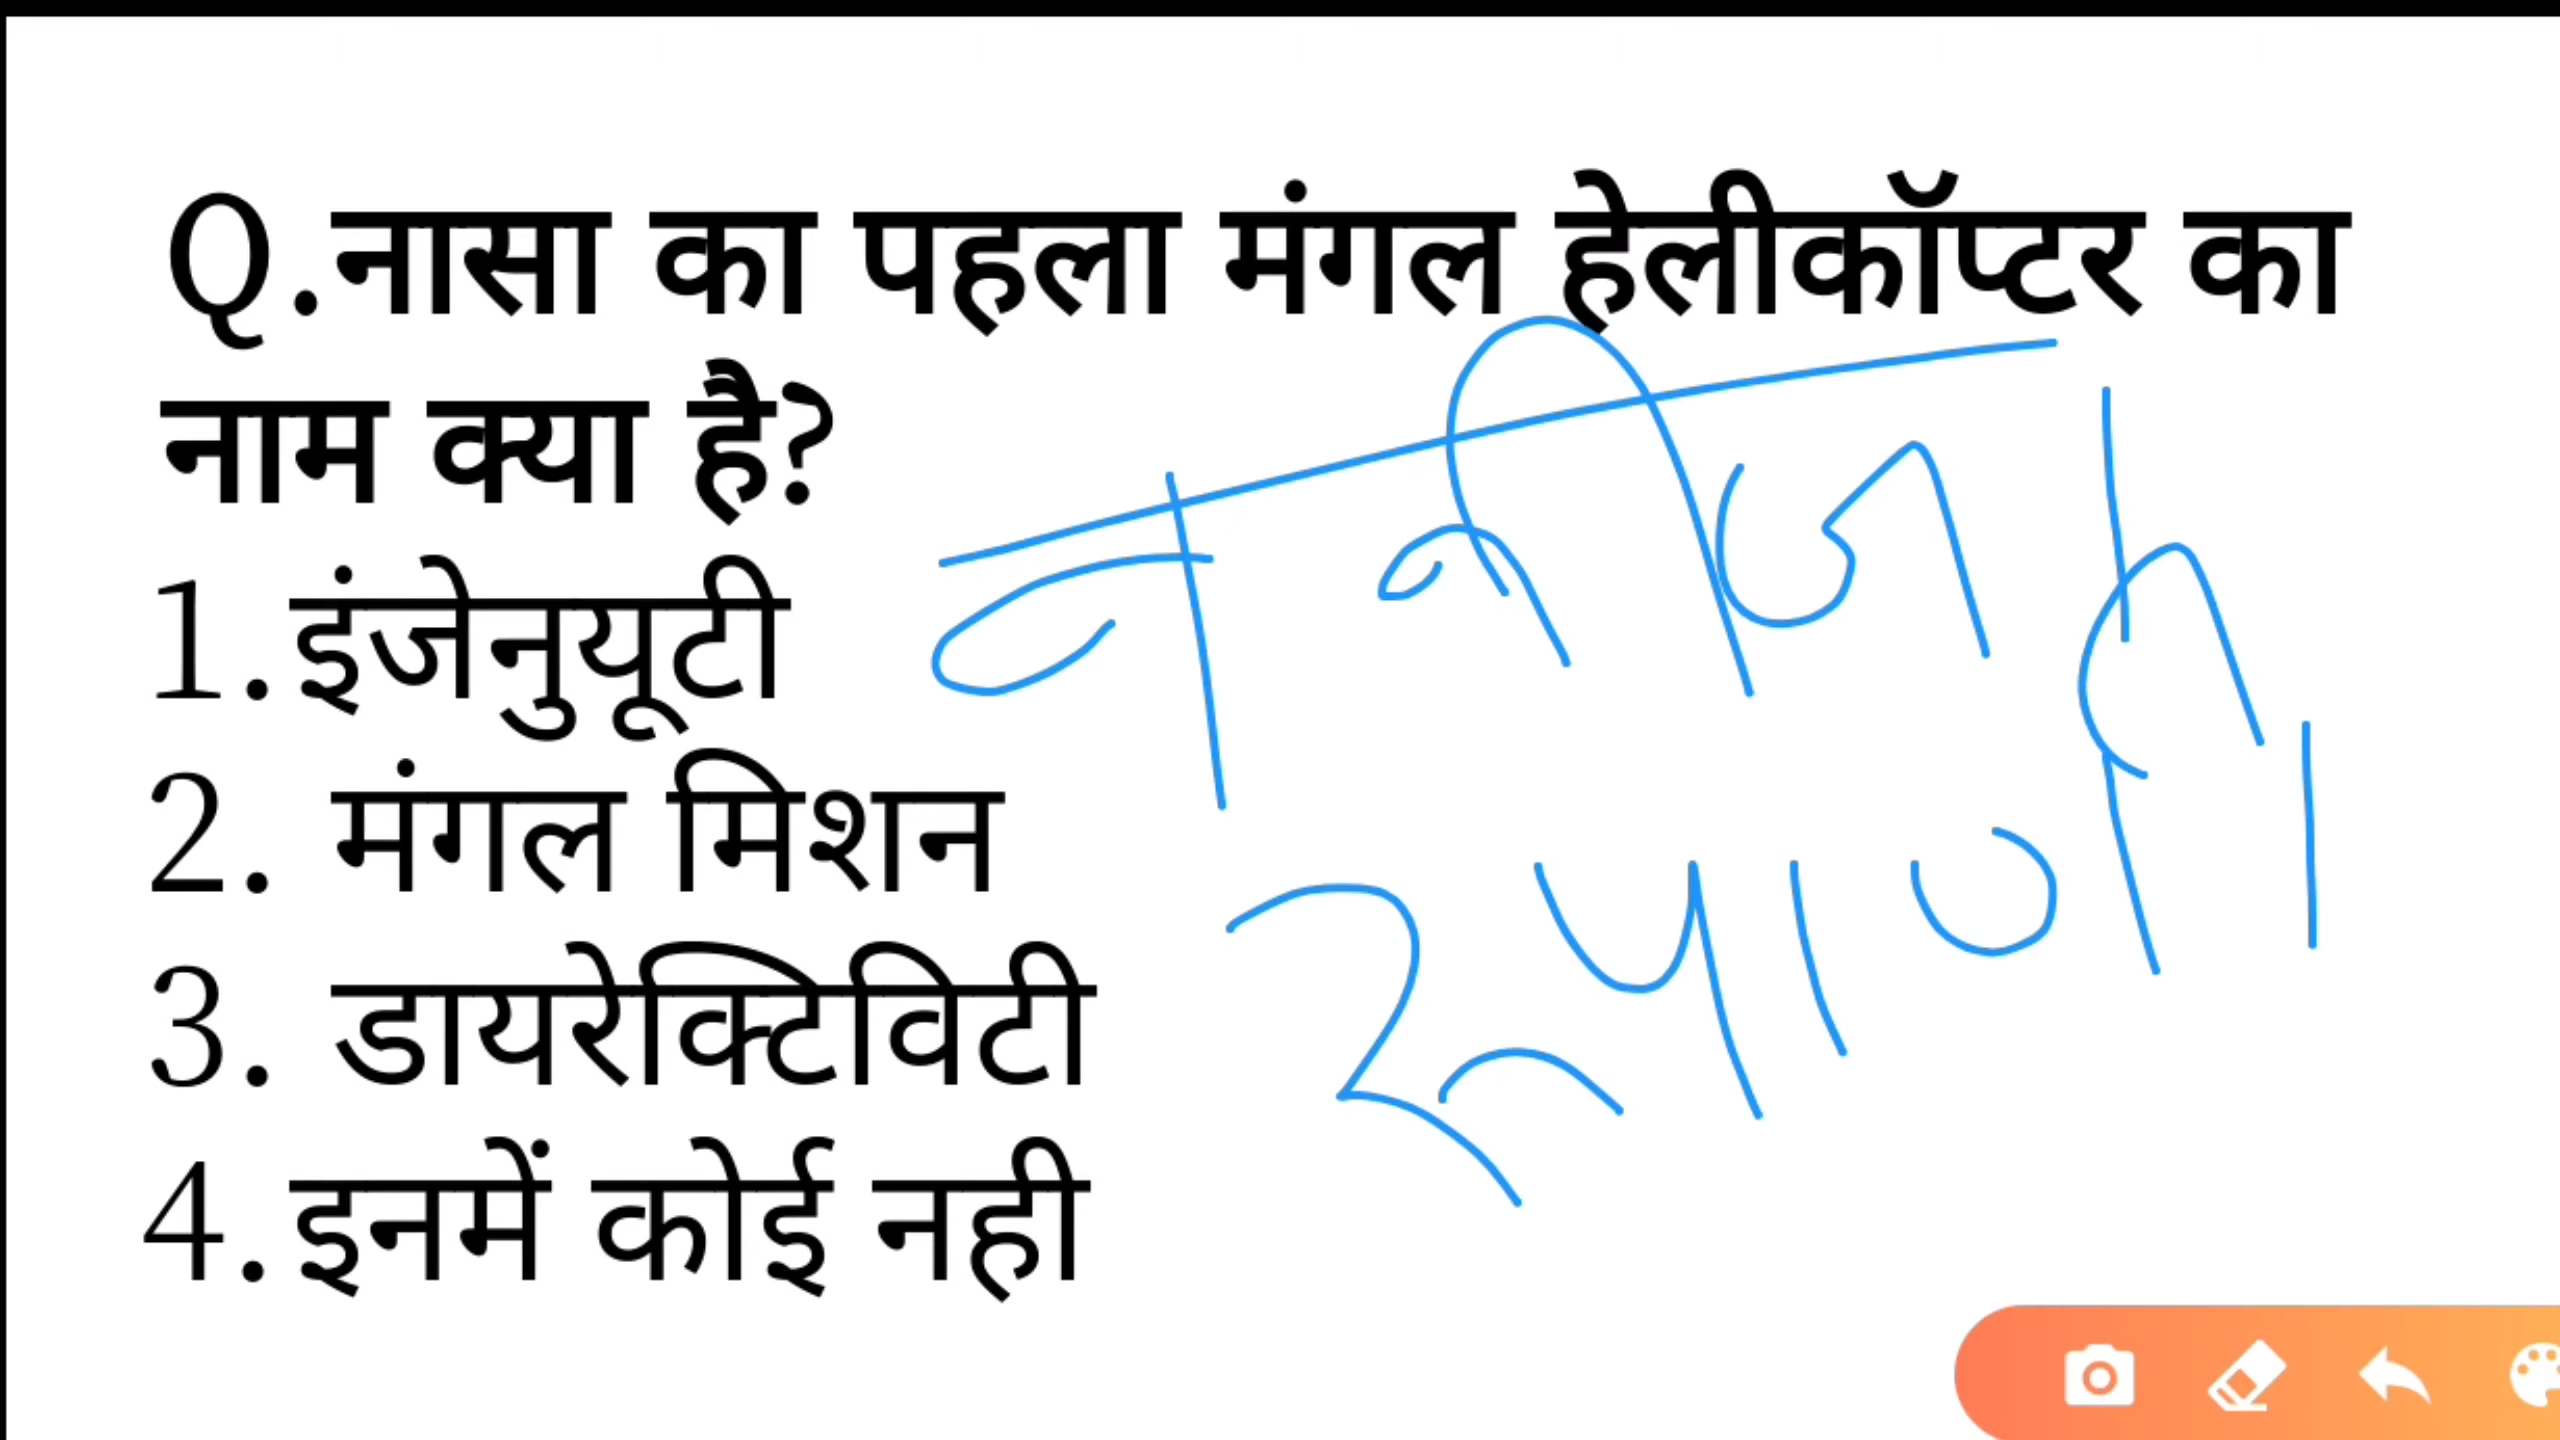 Q.नासा का पहला मंगल हेलीकॉप्टर का
नाम क्या है?
1.इंजेनुयूटी
2. मंगल मिशन
3. डायरेक्टिविटी
4.इनमें कोई नही